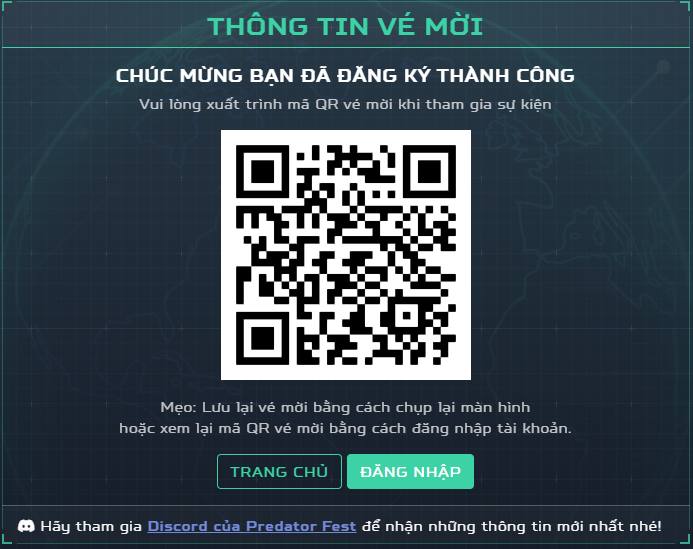 THÔNG TIN VÉ MỜI
CHÚC MỪNG BẠN ĐÃ ĐĂNG KÝ THÀNH CÔNG
Vui lòng xuất trình mã QR vé mời khi tham gia sự kiện
Mẹo: Lưu lại vé mời bằng cách chụp lại màn hình
hoặc xem lại mã QR vé mời bằng cách đăng nhập tài khoản.
TRANG CHỦ ĐĂNG NHẬP
Hãy tham gia Discord của Predator Fest để nhận những thông tin mới nhất nhé!